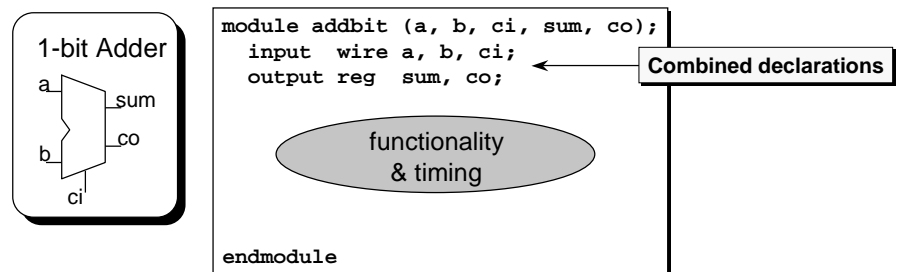 1-bit Adder
a
sum
co
b
ci
module addbit (a, b, ci, sum, co);
input wire a, b, ci;
output reg sum, co;
Combined declarations
functionality
& timing
endmodule